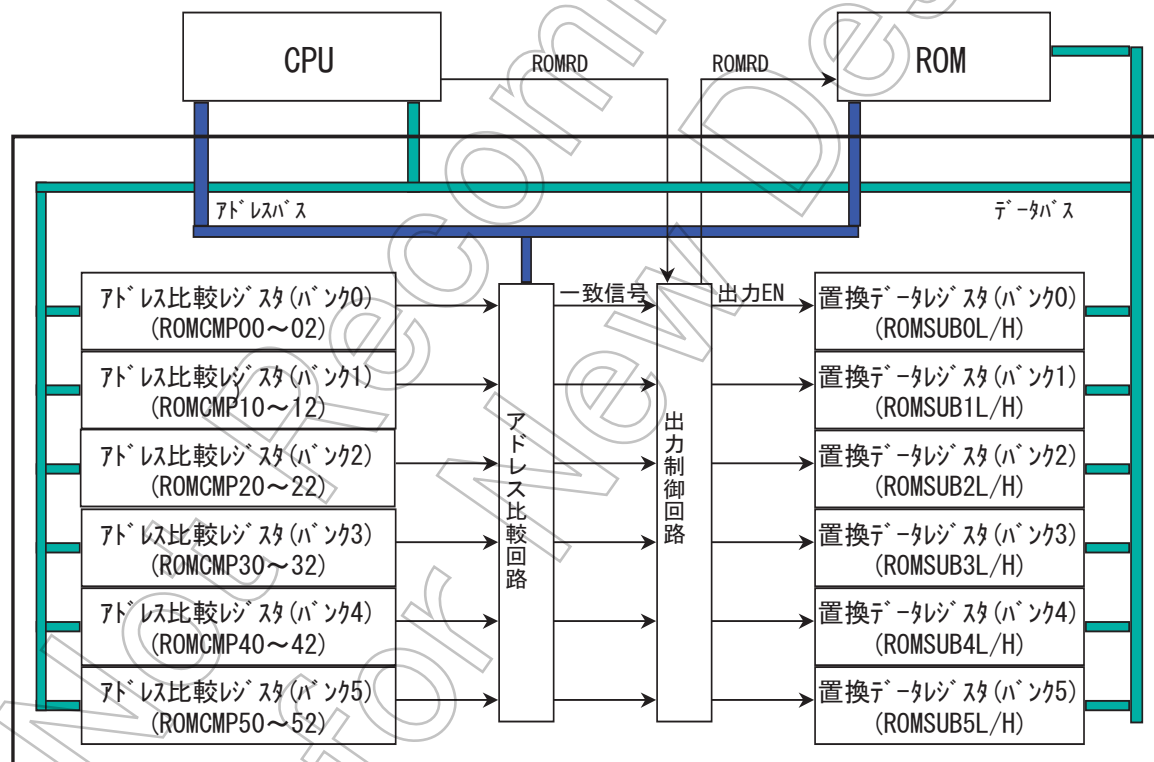 CPU
ROMRD
ROMRD
ROM
アドレスバス
データバス
アドレス比較レジスタ(バンク0)
(ROMCMP00～02)
アドレス比較レジスタ(バンク1)
(ROMCMP10～12)
アドレス比較レジスタ(バンク2)
(ROMCMP20～22)
アドレス比較レジスタ(バンク3)
(ROMCMP30～32)
アドレス比較レジスタ(バンク4)
(ROMCMP40～42)
アドレス比較レジスタ(バンク5)
(ROMCMP50～52)
アドレス比較回路
一致信号
出力制御回路
出力EN
置換データレジスタ(バンク0)
(ROMSUB0L/H)
置換データレジスタ(バンク1)
(ROMSUB1L/H)
置換データレジスタ(バンク2)
(ROMSUB2L/H)
置換データレジスタ(バンク3)
(ROMSUB3L/H)
置換データレジスタ(バンク4)
(ROMSUB4L/H)
置換データレジスタ(バンク5)
(ROMSUB5L/H)
Not Recom
for New Des